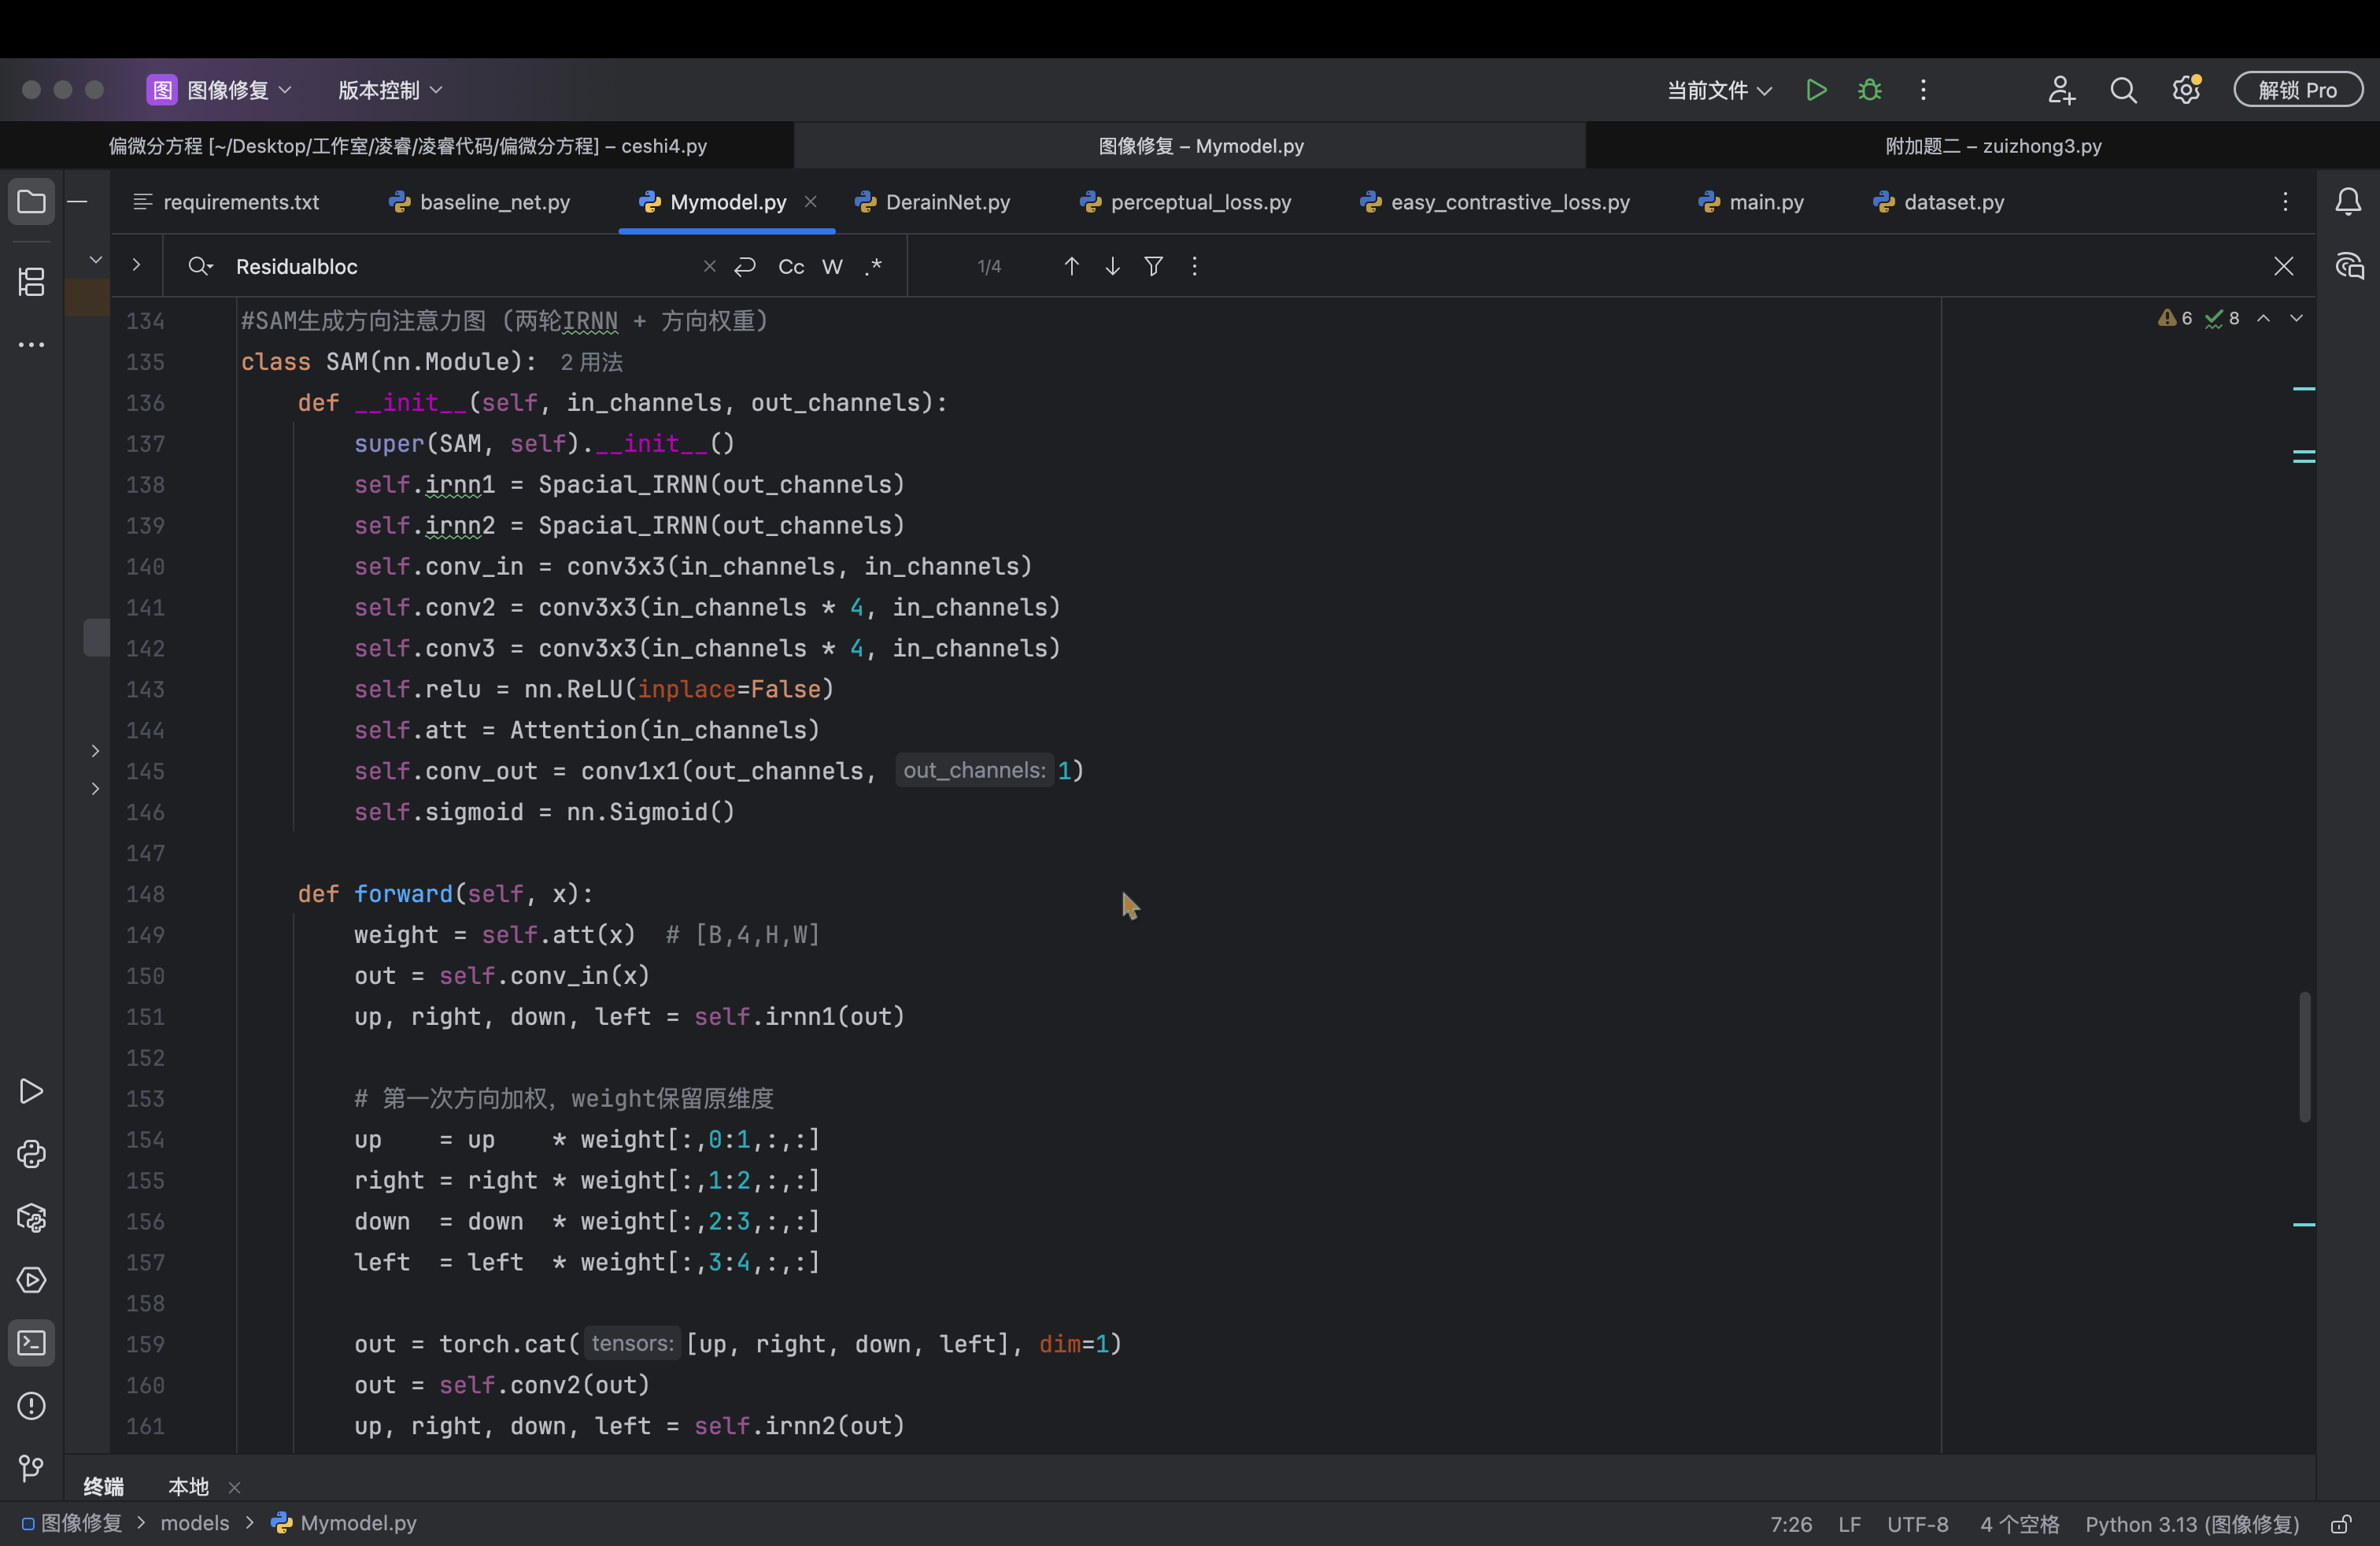 图 图像修复 版本控制 当前文件 解锁 Pro
偏微分方程 [~/Desktop/工作室/凌睿/凌睿代码/偏微分方程] – ceshi4.py 图像修复 – Mymodel.py 附加题二 – zuizhong3.py
requirements.txt baseline_net.py Mymodel.py DerainNet.py perceptual_loss.py easy_contrastive_loss.py main.py dataset.py
Residualbloc Cc W .* 1/4
134 #SAM生成方向注意力图 (两轮IRNN + 方向权重) 6 8
135 class SAM(nn.Module): 2 用法
136 def __init__(self, in_channels, out_channels):
137 super(SAM, self).__init__()
138 self.irnn1 = Spacial_IRNN(out_channels)
139 self.irnn2 = Spacial_IRNN(out_channels)
140 self.conv_in = conv3x3(in_channels, in_channels)
141 self.conv2 = conv3x3(in_channels * 4, in_channels)
142 self.conv3 = conv3x3(in_channels * 4, in_channels)
143 self.relu = nn.ReLU(inplace=False)
144 self.att = Attention(in_channels)
145 self.conv_out = conv1x1(out_channels, out_channels: 1)
146 self.sigmoid = nn.Sigmoid()
147
148 def forward(self, x):
149 weight = self.att(x) # [B,4,H,W]
150 out = self.conv_in(x)
151 up, right, down, left = self.irnn1(out)
152
153 # 第一次方向加权，weight保留原维度
154 up = up * weight[:,0:1,:,:]
155 right = right * weight[:,1:2,:,:]
156 down = down * weight[:,2:3,:,:]
157 left = left * weight[:,3:4,:,:]
158
159 out = torch.cat( tensors: [up, right, down, left], dim=1)
160 out = self.conv2(out)
161 up, right, down, left = self.irnn2(out)
终端 本地
图像修复 > models > Mymodel.py 7:26 LF UTF-8 4 个空格 Python 3.13 (图像修复)